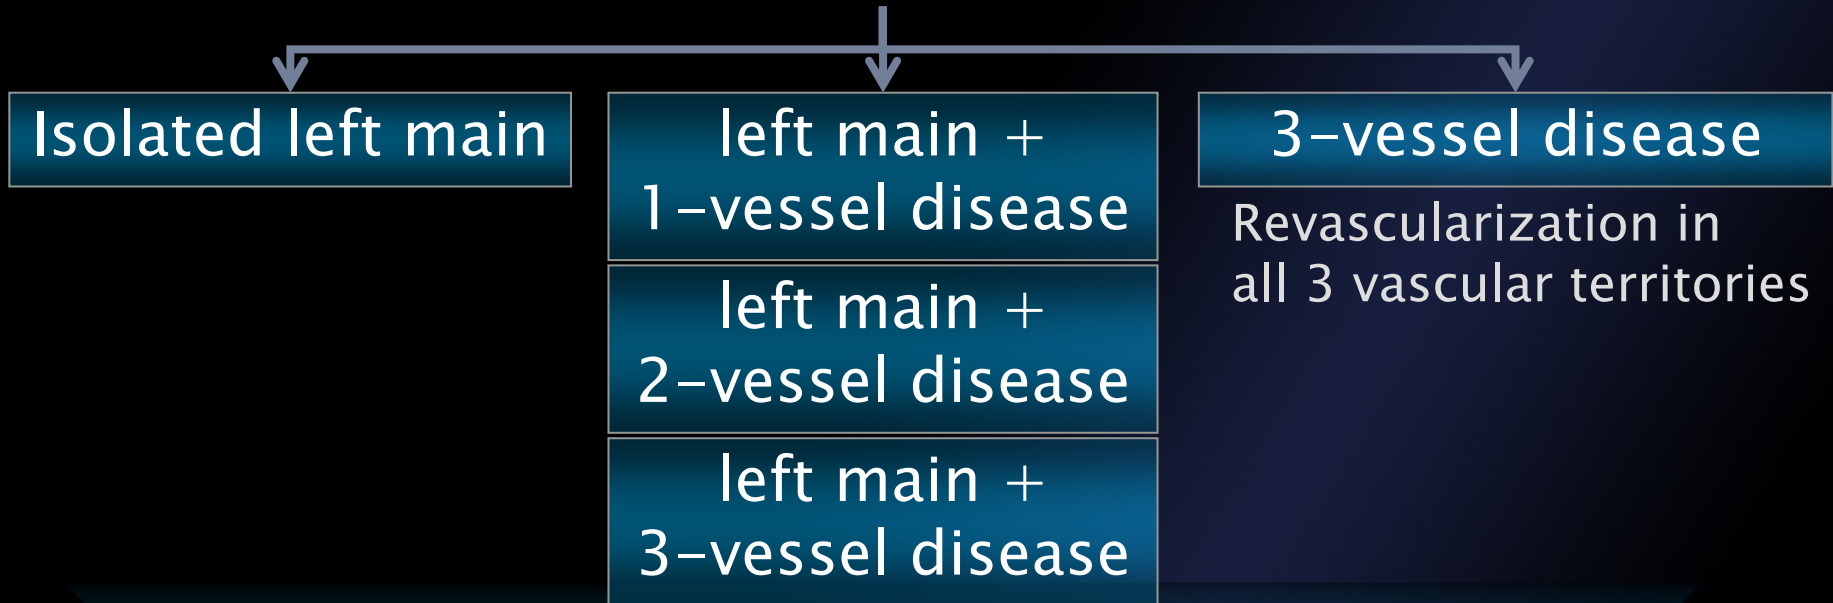 Isolated left main
left main +
1-vessel disease
left main +
2-vessel disease
left main +
3-vessel disease
3-vessel disease
Revascularization in
all 3 vascular territories